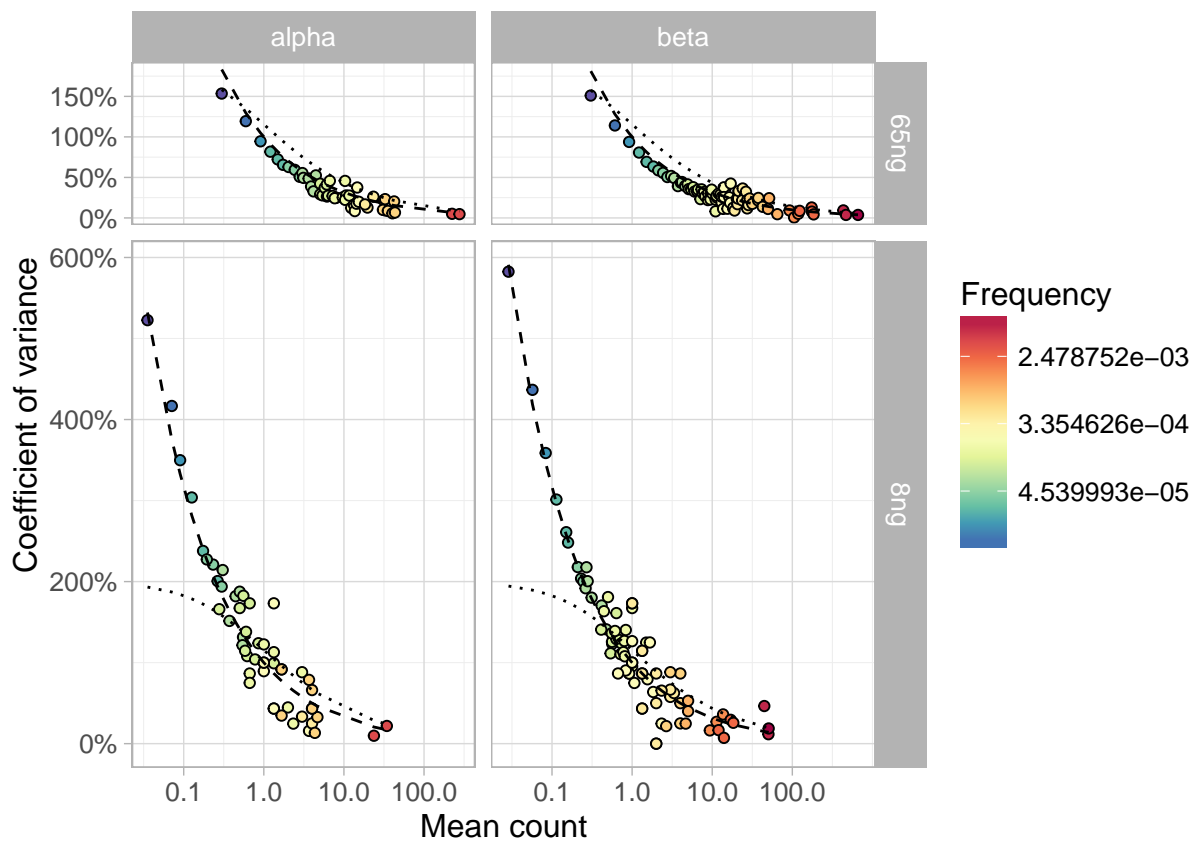 alpha
beta
150%
100%
50%
0%
65ng
600%
400%
200%
0%
8ng
Coefficient of variance
0.1
1.0
10.0
100.0
0.1
1.0
10.0
100.0
Mean count
Frequency
2.478752e−03
3.354626e−04
4.539993e−05